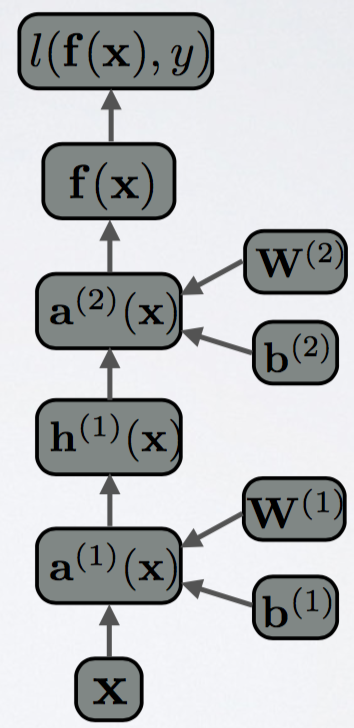 l(f(x), y)
f(x)
W^(2)
a^(2)(x)
b^(2)
h^(1)(x)
W^(1)
a^(1)(x)
b^(1)
x